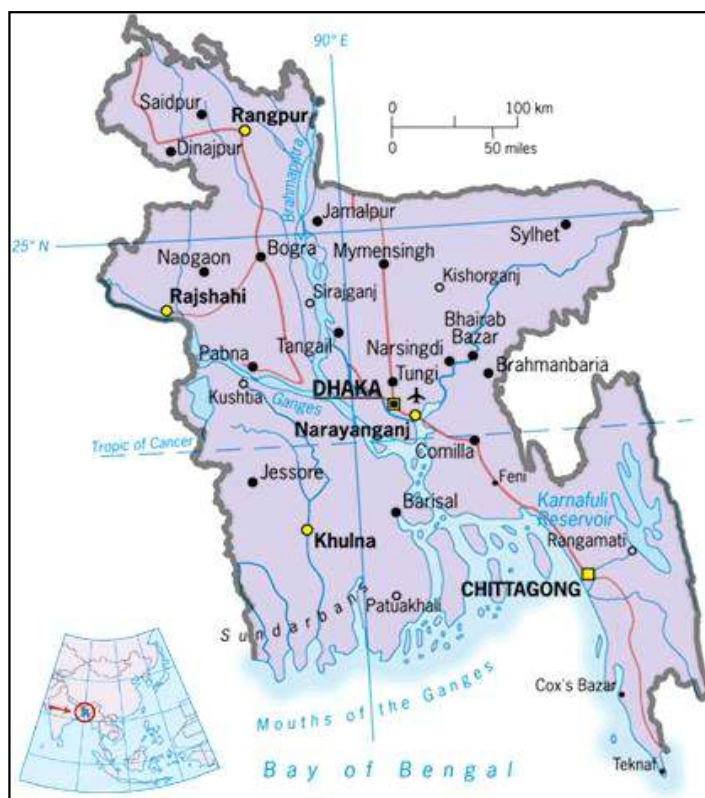 90° E
Saidpur
Rangpur
0 100 km
0 50 miles
Dinajpur
Brahmaputra
Jamalpur
25° N
Sylhet
Naogaon
Bogra
Mymensingh
Kishorganj
Sirajganj
Rajshahi
Bhairab
Bazar
Tangail
Narsingdi
Pabna
Tungi
Brahmanbaria
DHAKA
Kushtia
Ganges
Narayanganj
Tropic of Cancer
Comilla
Jessore
Feni
Karnafuli
Reservoir
Barisal
Rangamati
Khulna
CHITTAGONG
Sundarbans
Patuakhali
Cox's Bazar
Mouths of the Ganges
Teknaf
Bay of Bengal